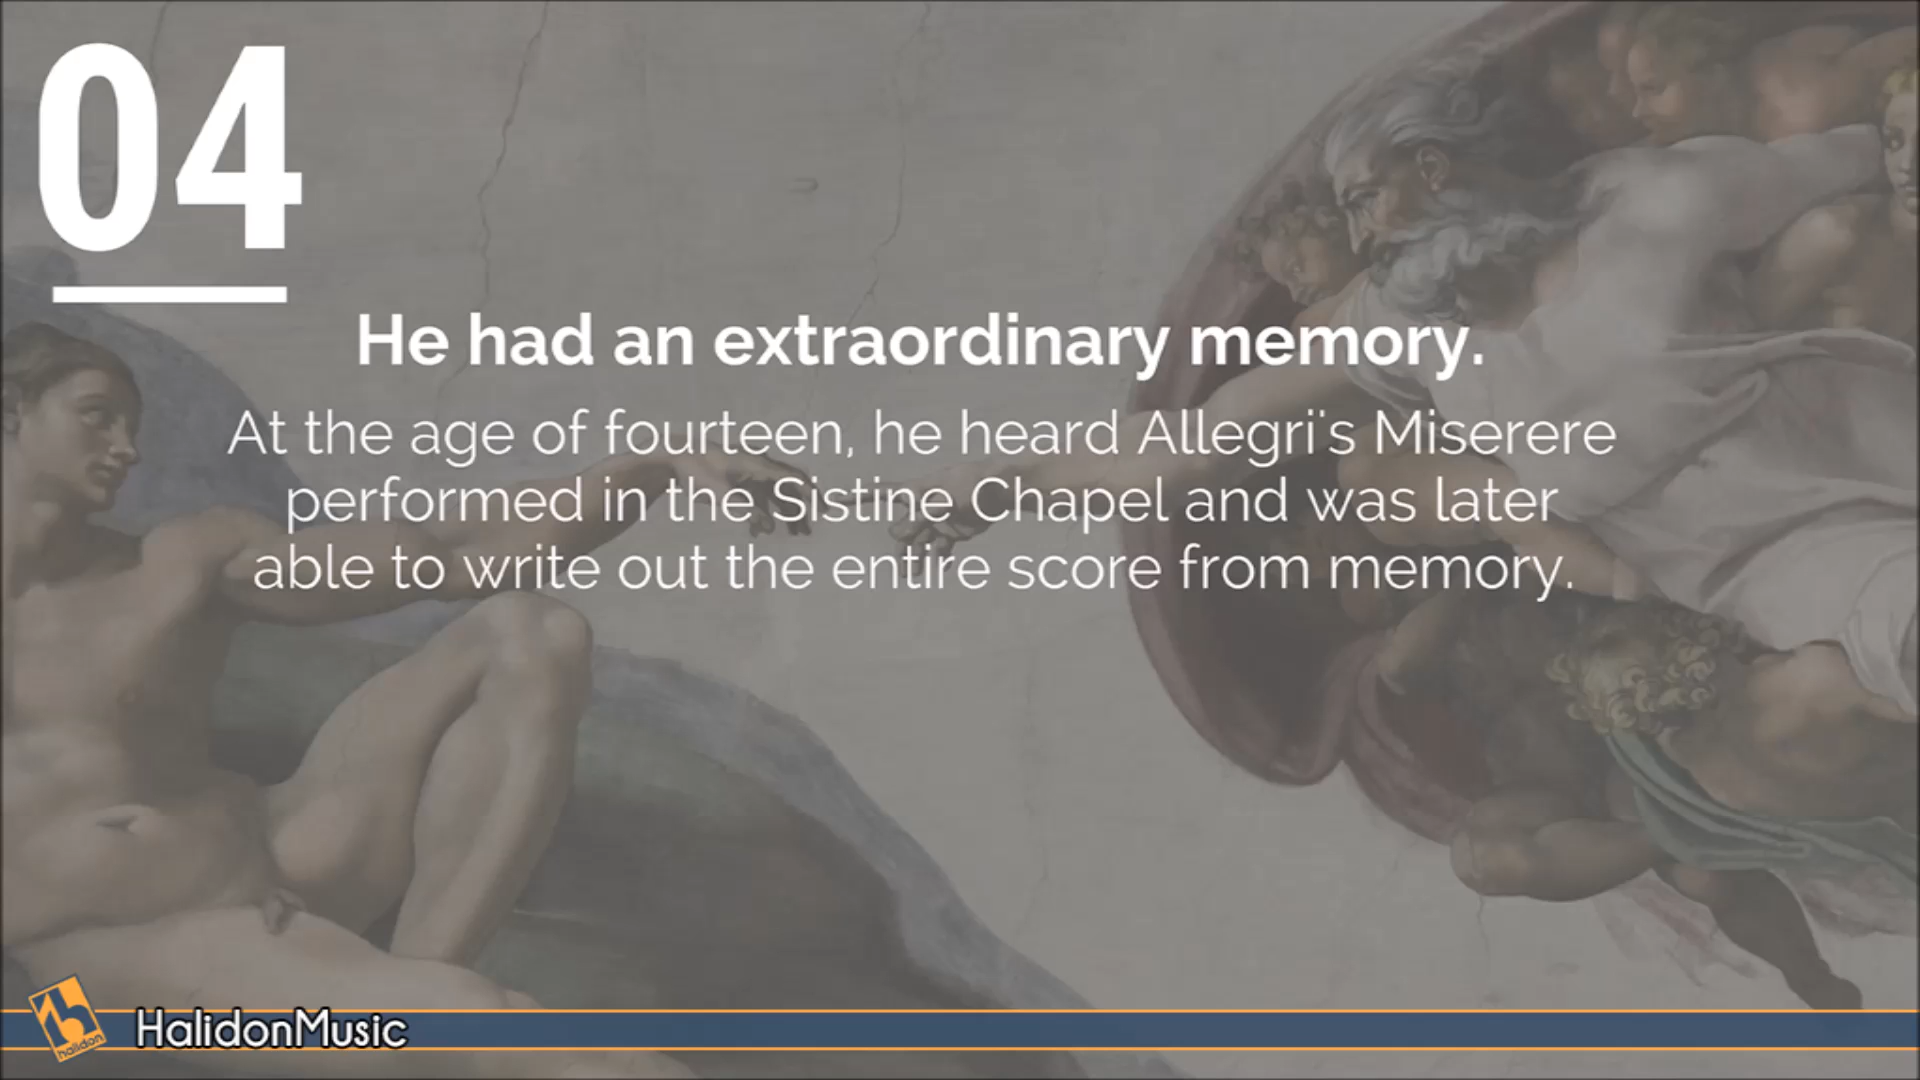 04
He had an extraordinary memory.
At the age of fourteen, he heard Allegri's Miserere
performed in the Sistine Chapel and was later
able to write out the entire score from memory.
halidon
HalidonMusic